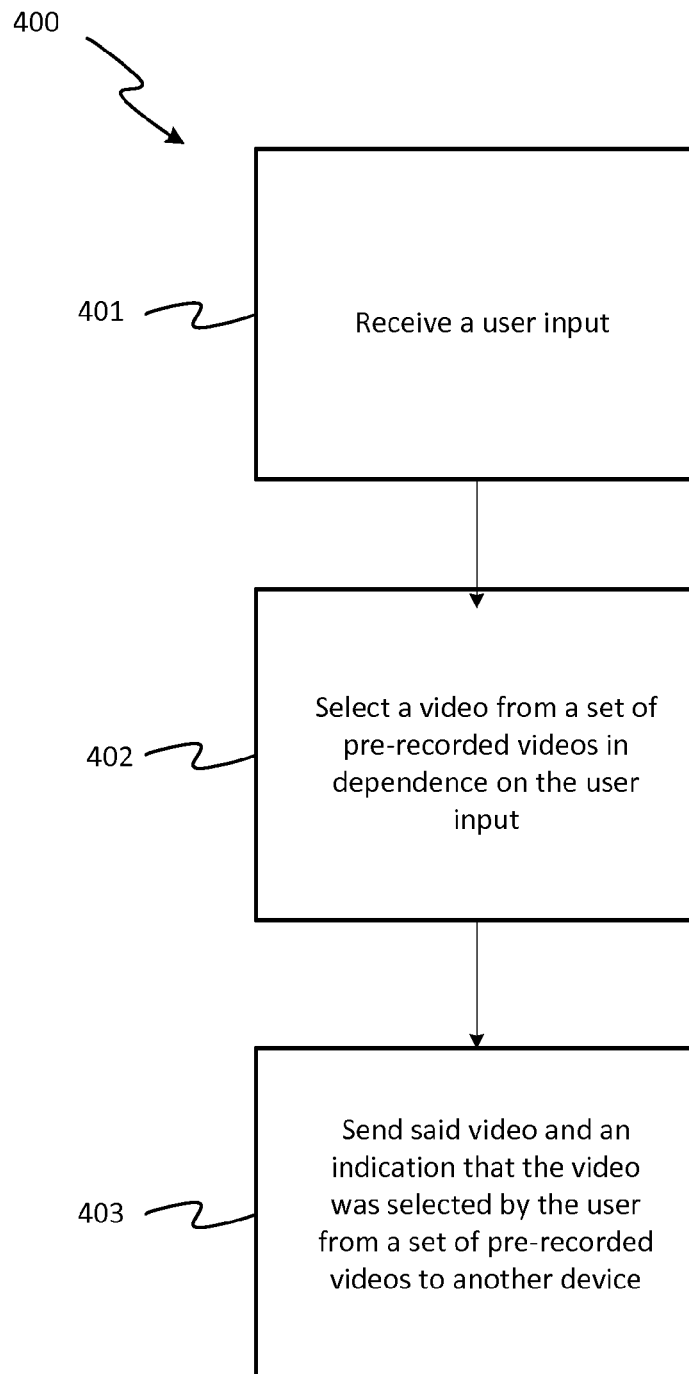 400
401
Receive a user input
402
Select a video from a set of
pre-recorded videos in
dependence on the user
input
403
Send said video and an
indication that the video
was selected by the user
from a set of pre-recorded
videos to another device